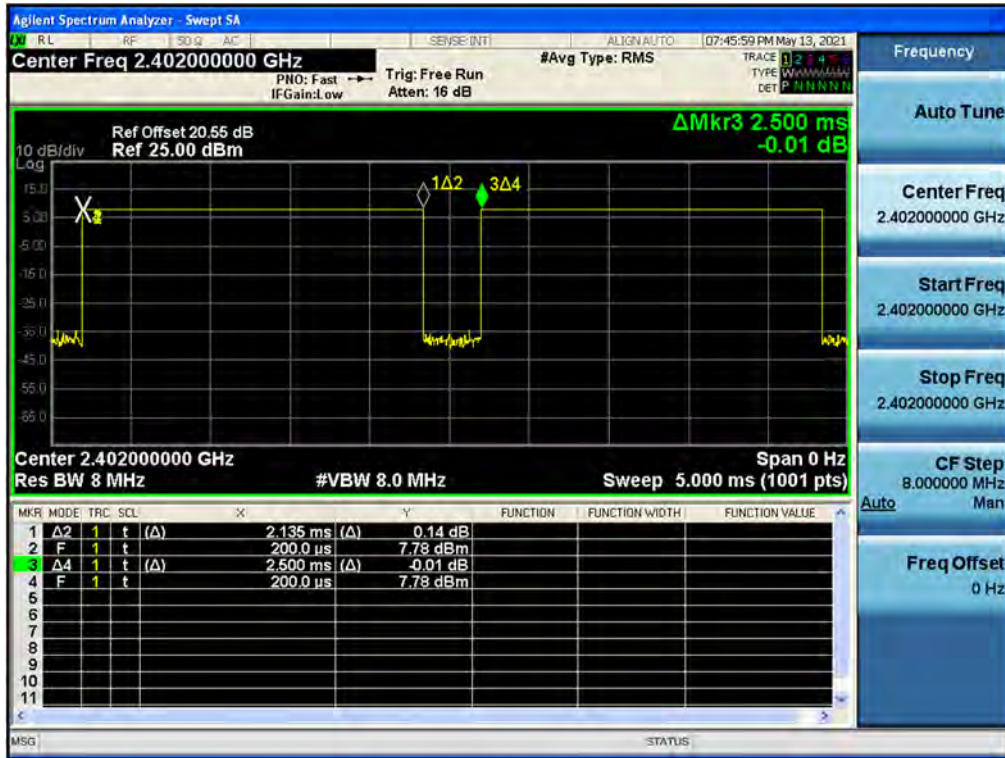 Agilent Spectrum Analyzer - Swept SA
LXI RL RF 50 Ω AC SENSE:INT ALIGN AUTO 07:45:59 PM May 13, 2021
Center Freq 2.402000000 GHz #Avg Type: RMS TRACE 1 2 3 4 5 6
PNO: Fast Trig: Free Run TYPE W
IFGain:Low Atten: 16 dB DET P N N N N N
ΔMkr3 2.500 ms
-0.01 dB
Ref Offset 20.55 dB
10 dB/div Ref 25.00 dBm
Log
15.0
5.00
-5.00
-15.0
-25.0
-35.0
-45.0
-55.0
-65.0
1Δ2
3Δ4
Center 2.402000000 GHz Span 0 Hz
Res BW 8 MHz #VBW 8.0 MHz Sweep 5.000 ms (1001 pts)
MKR MODE TRC SCL X Y FUNCTION FUNCTION WIDTH FUNCTION VALUE
1 Δ2 1 t (Δ) 2.135 ms (Δ) 0.14 dB
2 F 1 t 200.0 µs 7.78 dBm
3 Δ4 1 t (Δ) 2.500 ms (Δ) -0.01 dB
4 F 1 t 200.0 µs 7.78 dBm
5
6
7
8
9
10
11
MSG STATUS
Frequency
Auto Tune
Center Freq
2.402000000 GHz
Start Freq
2.402000000 GHz
Stop Freq
2.402000000 GHz
CF Step
8.000000 MHz
Auto Man
Freq Offset
0 Hz